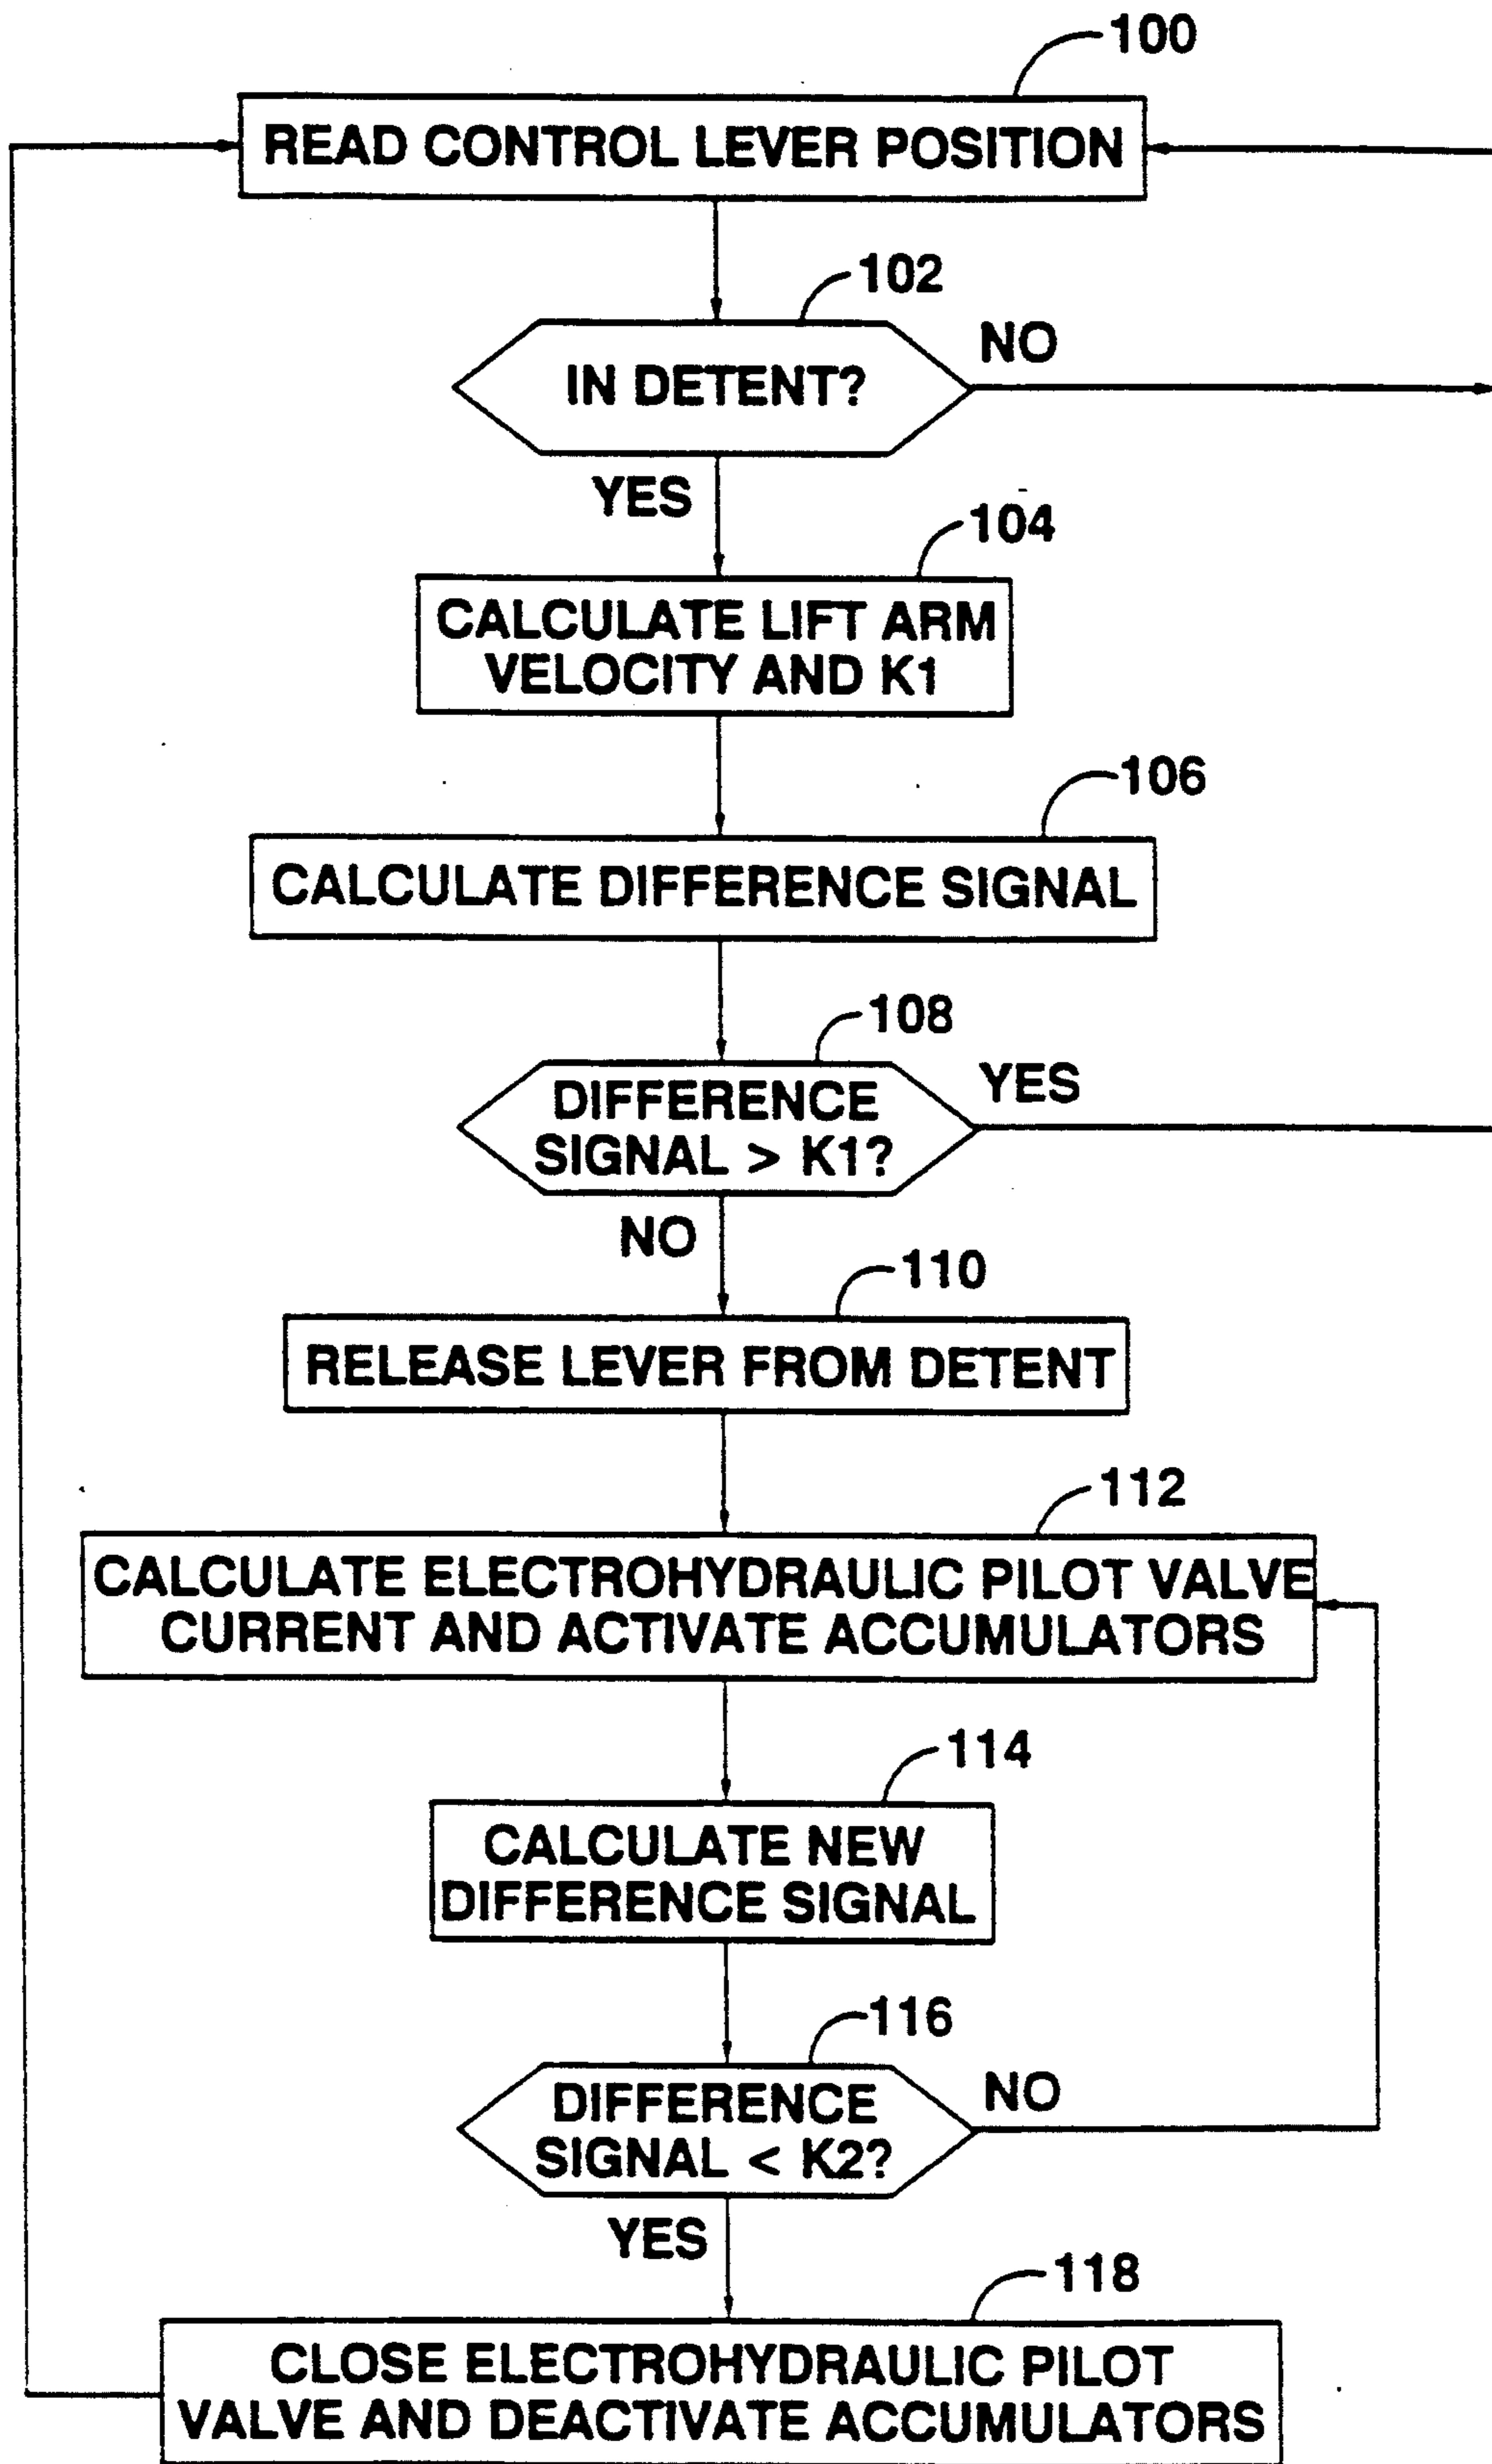 100
READ CONTROL LEVER POSITION
102
IN DETENT?
NO
YES
104
CALCULATE LIFT ARM
VELOCITY AND K1
106
CALCULATE DIFFERENCE SIGNAL
108
DIFFERENCE
SIGNAL > K1?
YES
NO
110
RELEASE LEVER FROM DETENT
112
CALCULATE ELECTROHYDRAULIC PILOT VALVE
CURRENT AND ACTIVATE ACCUMULATORS
114
CALCULATE NEW
DIFFERENCE SIGNAL
116
DIFFERENCE
SIGNAL < K2?
NO
YES
118
CLOSE ELECTROHYDRAULIC PILOT
VALVE AND DEACTIVATE ACCUMULATORS